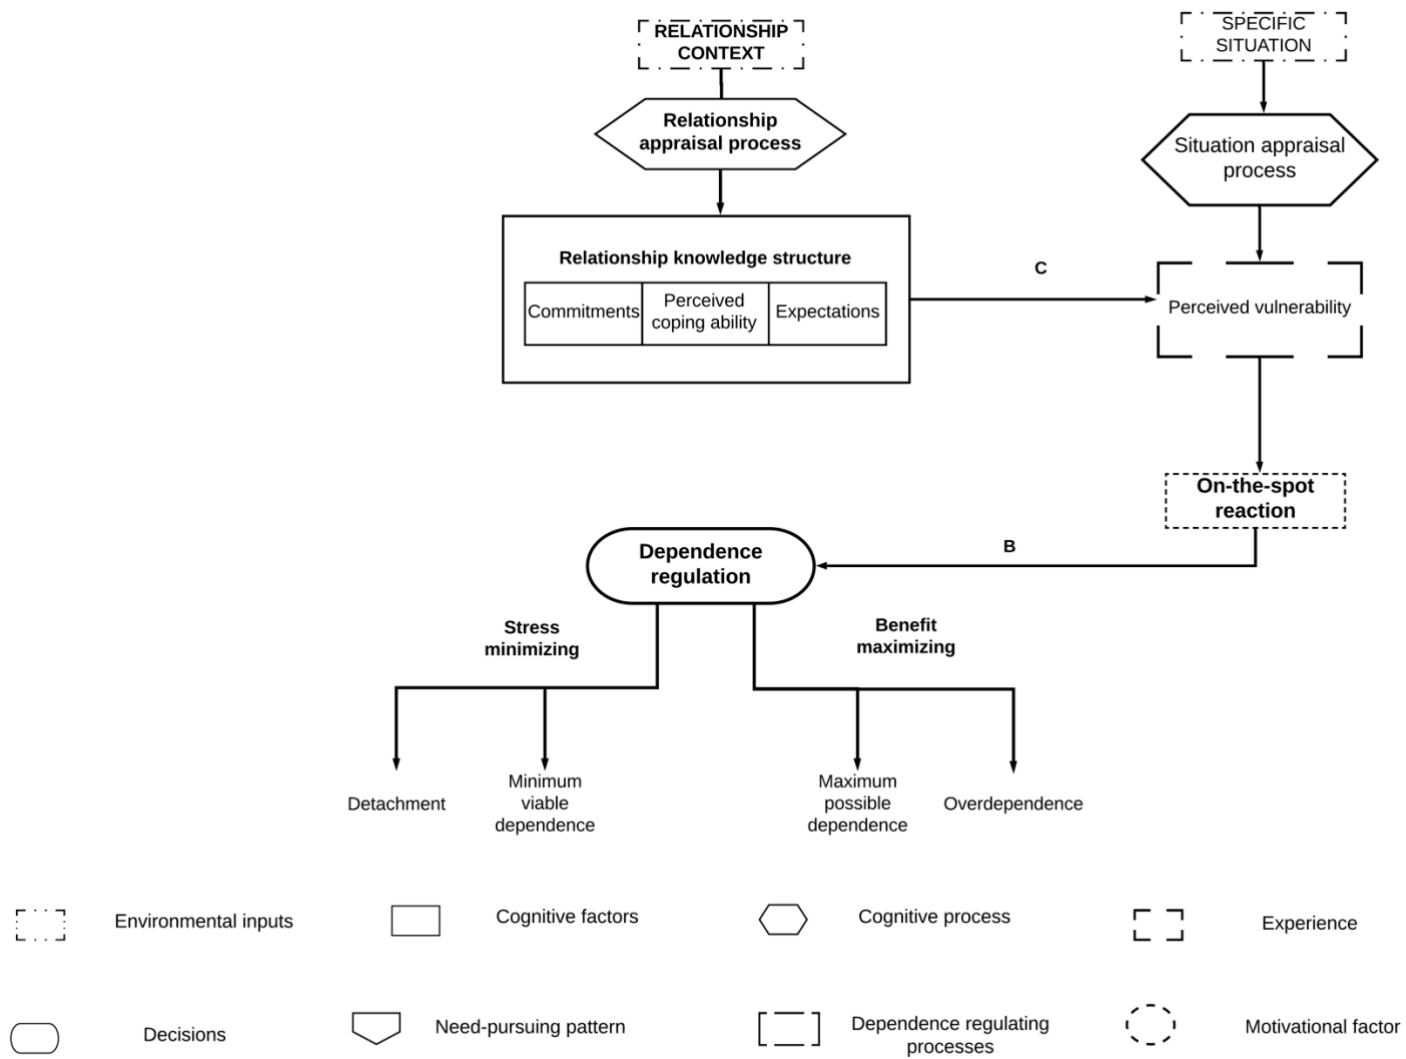 RELATIONSHIP
CONTEXT
SPECIFIC
SITUATION
Relationship
appraisal process
Situation appraisal
process
Relationship knowledge structure
Commitments
Perceived
coping ability
Expectations
C
Perceived vulnerability
On-the-spot
reaction
B
Dependence
regulation
Stress
minimizing
Benefit
maximizing
Detachment
Minimum
viable
dependence
Maximum
possible
dependence
Overdependence
Environmental inputs
Cognitive factors
Cognitive process
Experience
Decisions
Need-pursuing pattern
Dependence regulating
processes
Motivational factor